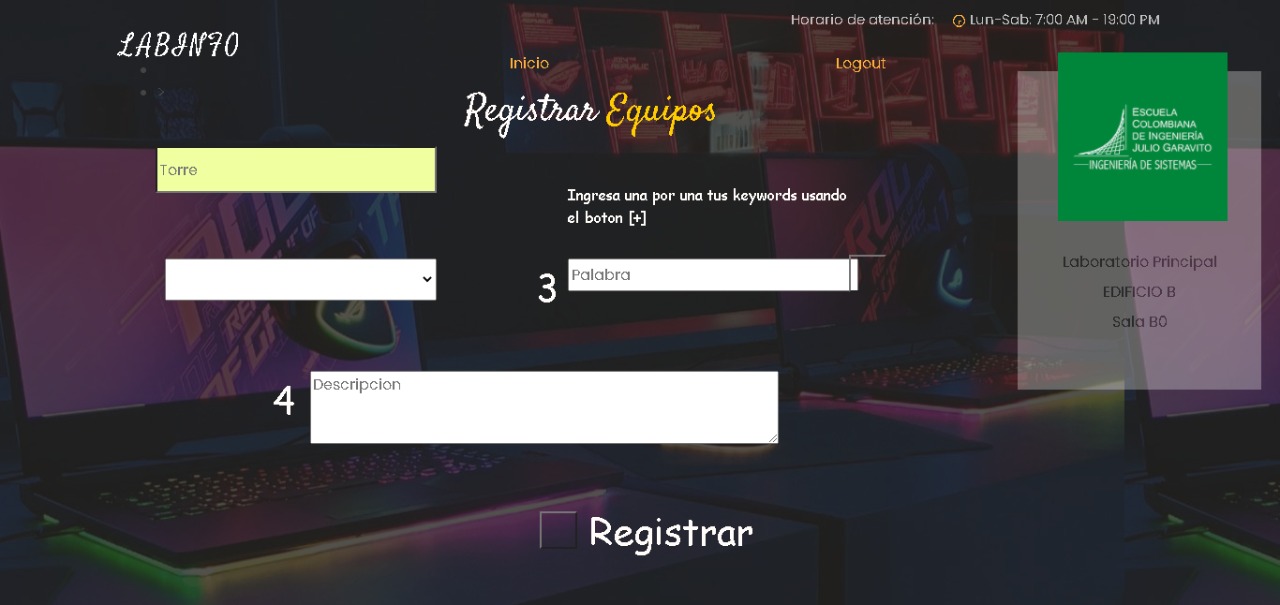 Horario de atención: Lun-Sab: 7:00 AM - 19:00 PM
LABINFO
Inicio
Logout
Registrar Equipos
ESCUELA
COLOMBIANA
DE INGENIERÍA
JULIO GARAVITO
INGENIERÍA DE SISTEMAS
Torre
Ingresa una por una tus keywords usando
el boton [+]
3
Palabra
Laboratorio Principal
EDIFICIO B
Sala B0
4
Descripcion
Registrar